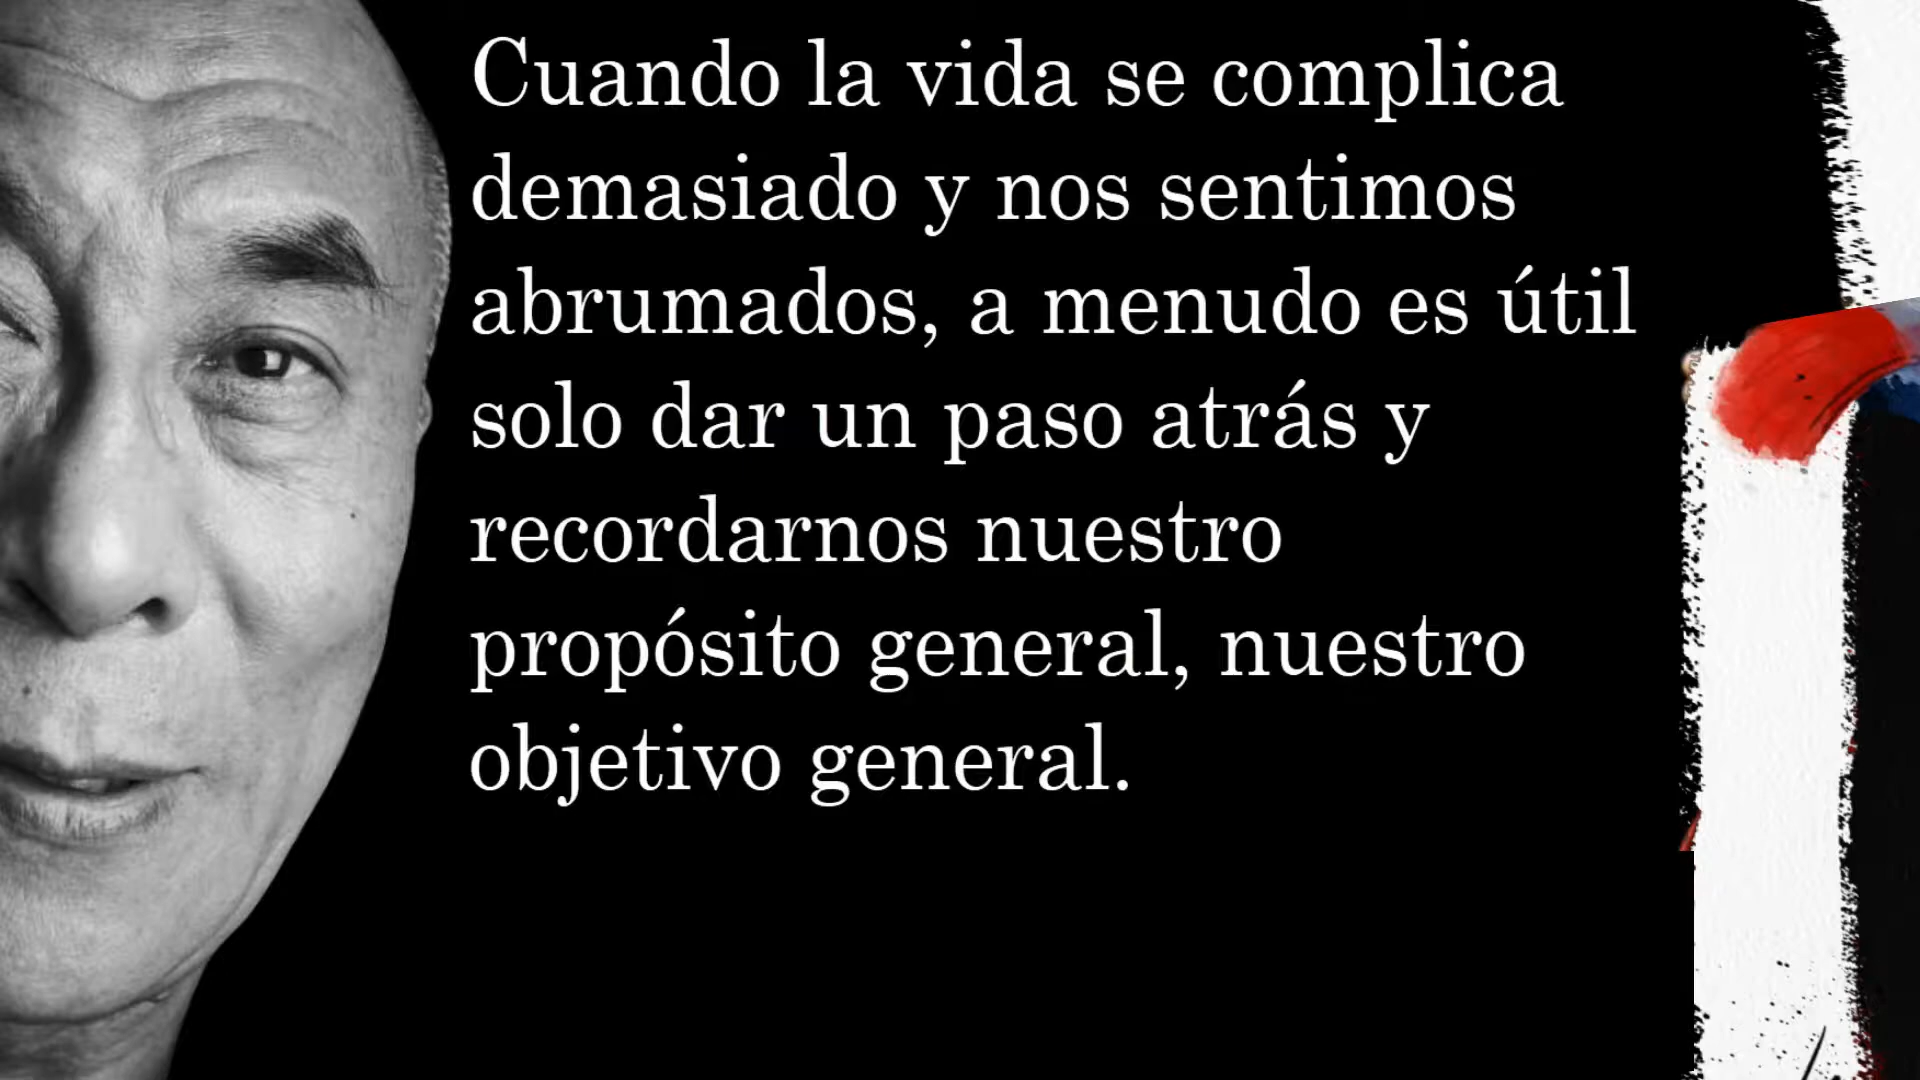 Cuando la vida se complica
demasiado y nos sentimos
abrumados, a menudo es útil
solo dar un paso atrás y
recordarnos nuestro
propósito general, nuestro
objetivo general.